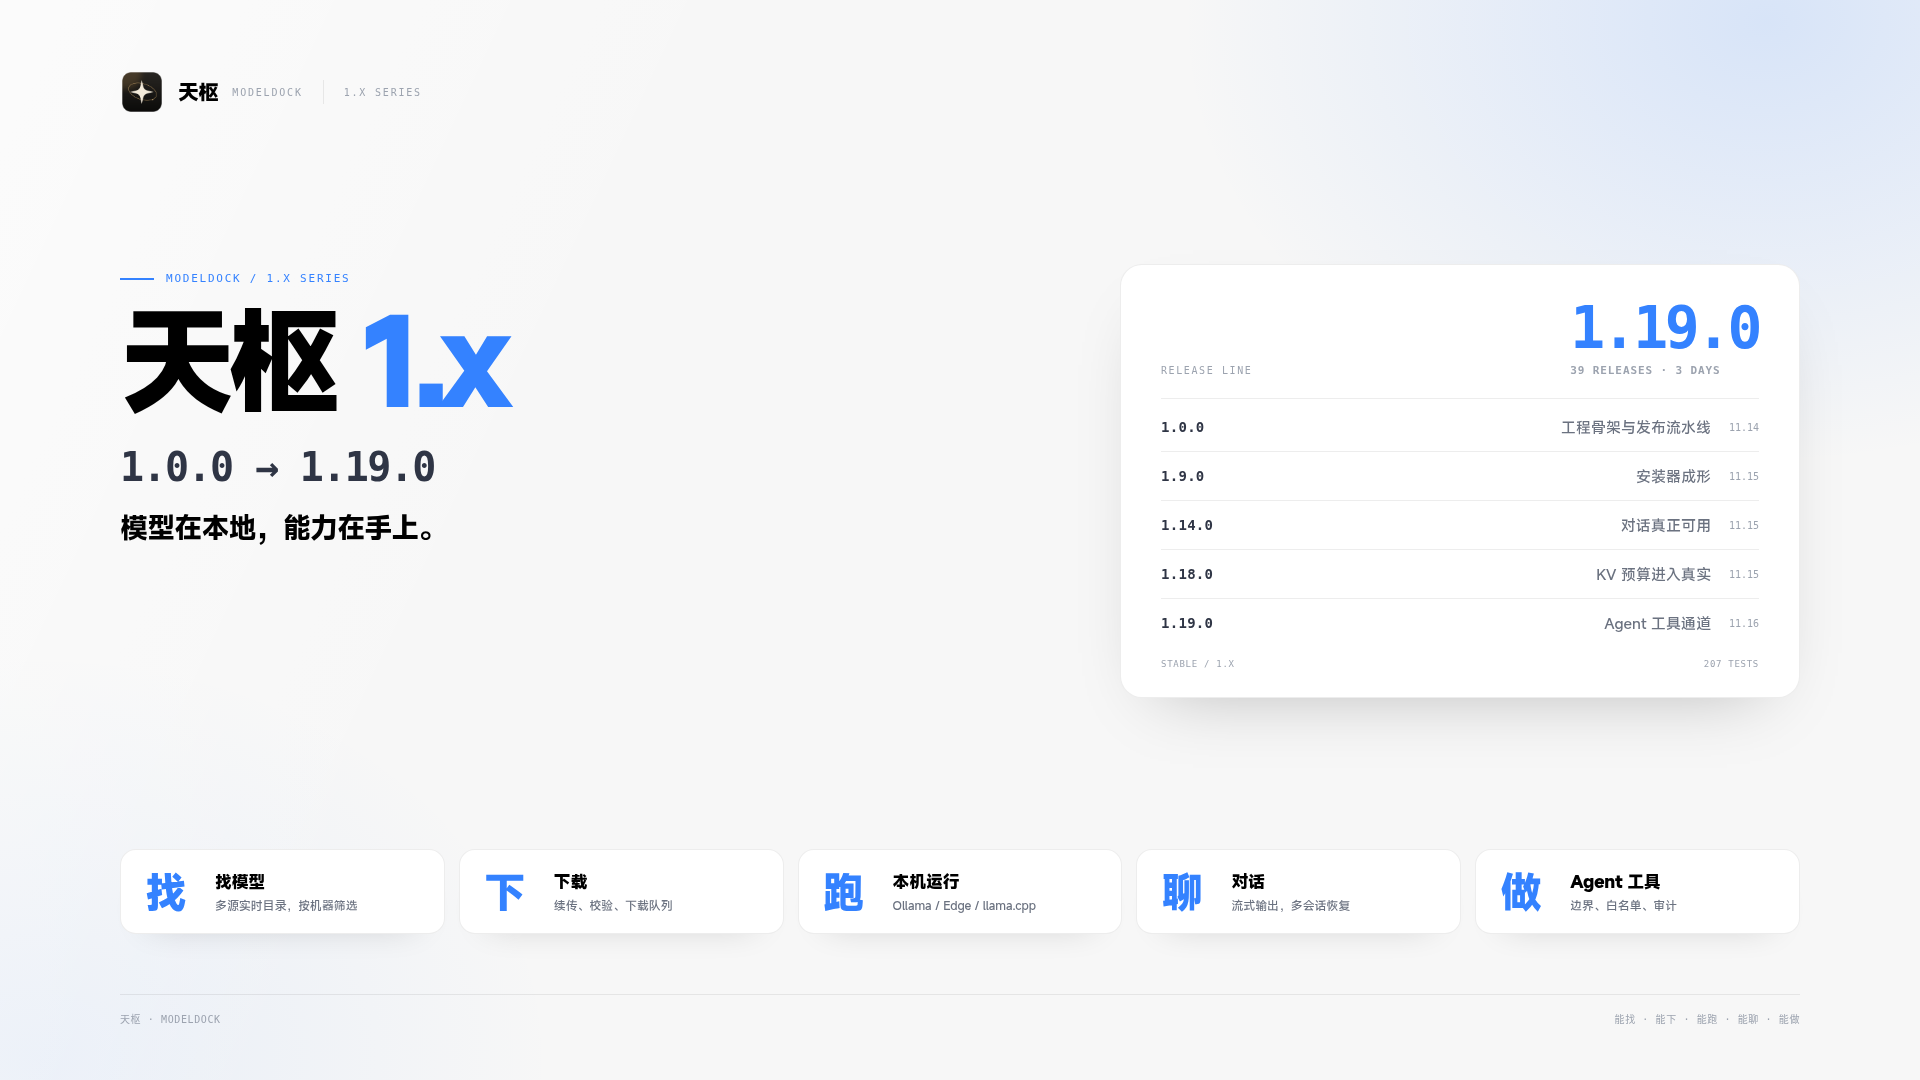 天枢 MODELDOCK 1.X SERIES
MODELDOCK / 1.X SERIES
天枢 1.x
1.0.0 → 1.19.0
模型在本地，能力在手上。
1.19.0
RELEASE LINE 39 RELEASES · 3 DAYS
1.0.0 工程骨架与发布流水线 11.14
1.9.0 安装器成形 11.15
1.14.0 对话真正可用 11.15
1.18.0 KV 预算进入真实 11.15
1.19.0 Agent 工具通道 11.16
STABLE / 1.X 207 TESTS
找 找模型
多源实时目录，按机器筛选
下 下载
续传、校验、下载队列
跑 本机运行
Ollama / Edge / llama.cpp
聊 对话
流式输出，多会话恢复
做 Agent 工具
边界、白名单、审计
天枢 · MODELDOCK
能找 · 能下 · 能跑 · 能聊 · 能做